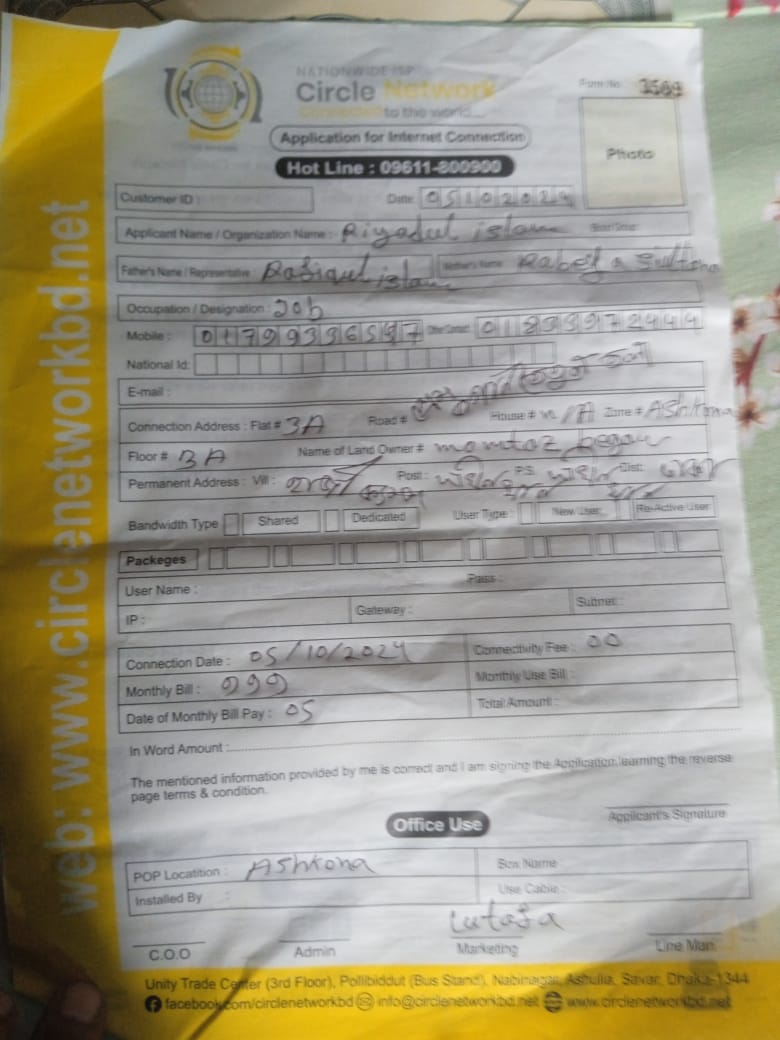 NATIONWIDE ISP
Circle Network
Connected to the world...
Form No. 3569
Application for Internet Connection
Photo
Hot Line : 09611-800900
Customer ID :
Date: 05102024
Applicant Name / Organization Name : Riyadul islam
Father's Name / Representative : Rafiqul islam Mother's Name : Rabeya Sultana
Occupation / Designation : Job
Mobile : Other Contact : 01833972444
National Id:
E-mail :
Connection Address : Flat # 3A Road # House # Zone # Ashkona
Floor # 3A Name of Land Owner # momtaz begam
Permanent Address : Vill : Post : P.S: Dist:
Bandwidth Type Shared Dedicated User Type : New User Re-Active User
Packeges
User Name : Pass :
IP : Gateway : Subnet :
Connection Date : 05/10/2024 Connectivity Fee : 00
Monthly Bill : Monthly Use Bill :
Date of Monthly Bill Pay : 05 Total Amount :
In Word Amount :
The mentioned information provided by me is correct and I am signing the Application learning the reverse
page terms & condition.
Applicant's Signature
Office Use
POP Locatition : Ashkona Box Name
Installed By : Use Cable :
C.O.O Admin Marketing Line Man
Unity Trade Center (3rd Floor), Pollibiddut (Bus Stand), Nabinagar, Ashulia, Savar, Dhaka-1344
facebook.com/circlenetworkbd info@circlenetworkbd.net www.circlenetworkbd.net
web: www.circlenetworkbd.net